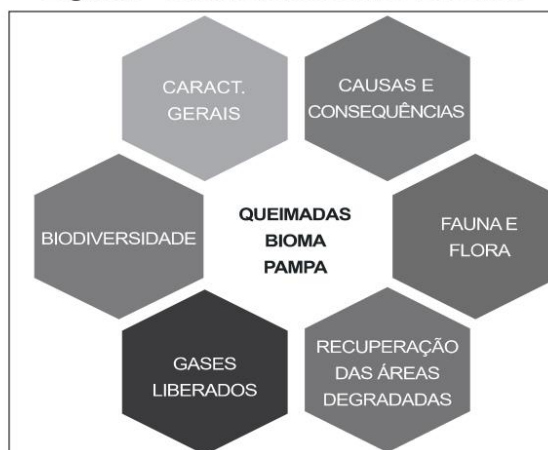 CARACT.
GERAIS
CAUSAS E
CONSEQUÊNCIAS
BIODIVERSIDADE
QUEIMADAS
BIOMA
PAMPA
FAUNA E
FLORA
GASES
LIBERADOS
RECUPERAÇÃO
DAS ÁREAS
DEGRADADAS